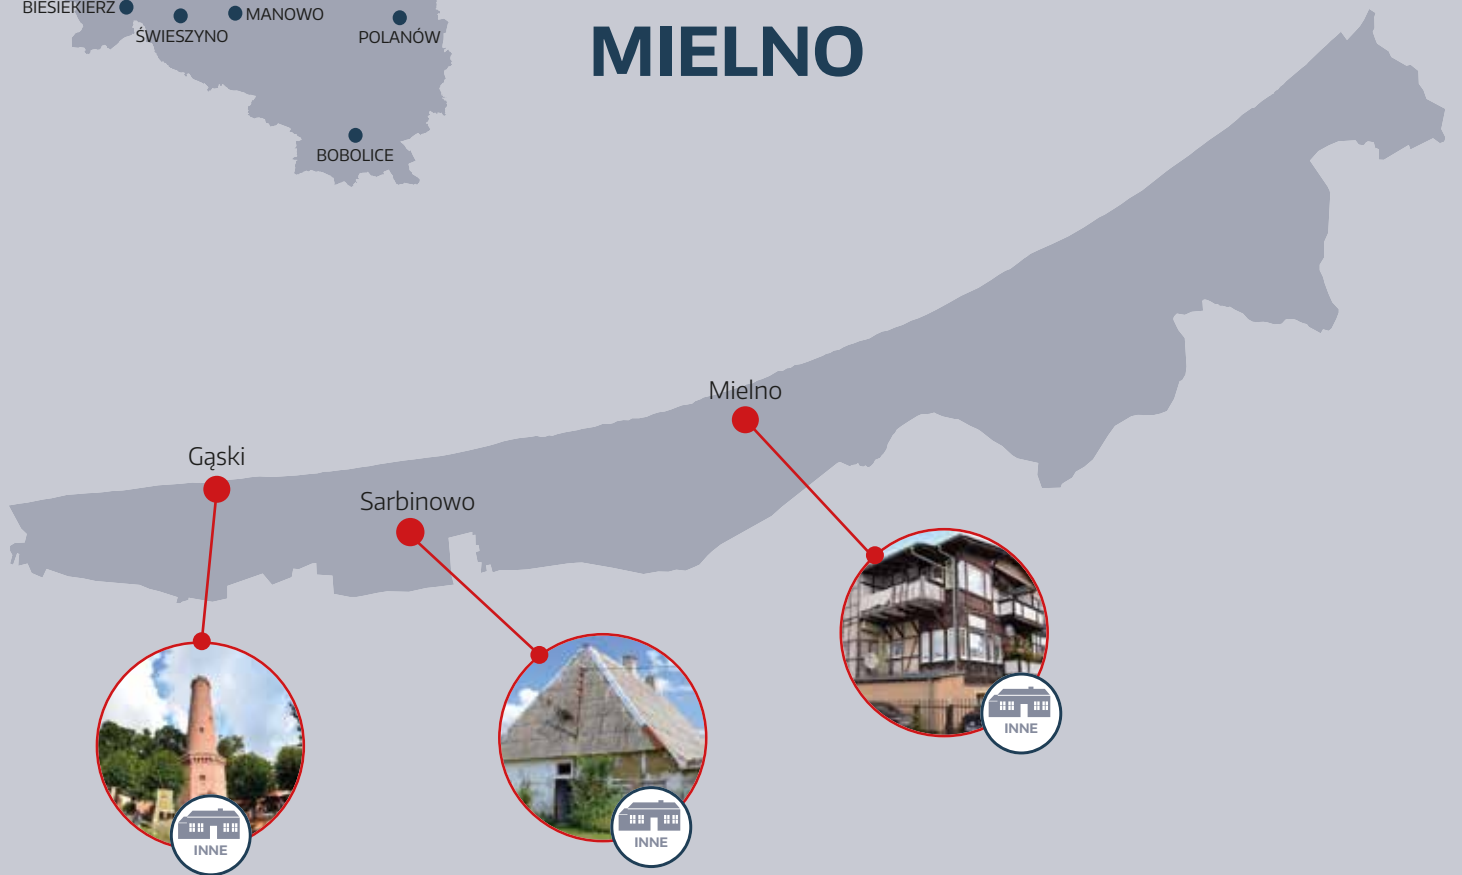 BIESIEKIERZ
ŚWIESZYNO
MANOWO
POLANÓW
BOBOLICE
MIELNO
Mielno
Gąski
Sarbinowo
INNE
INNE
INNE